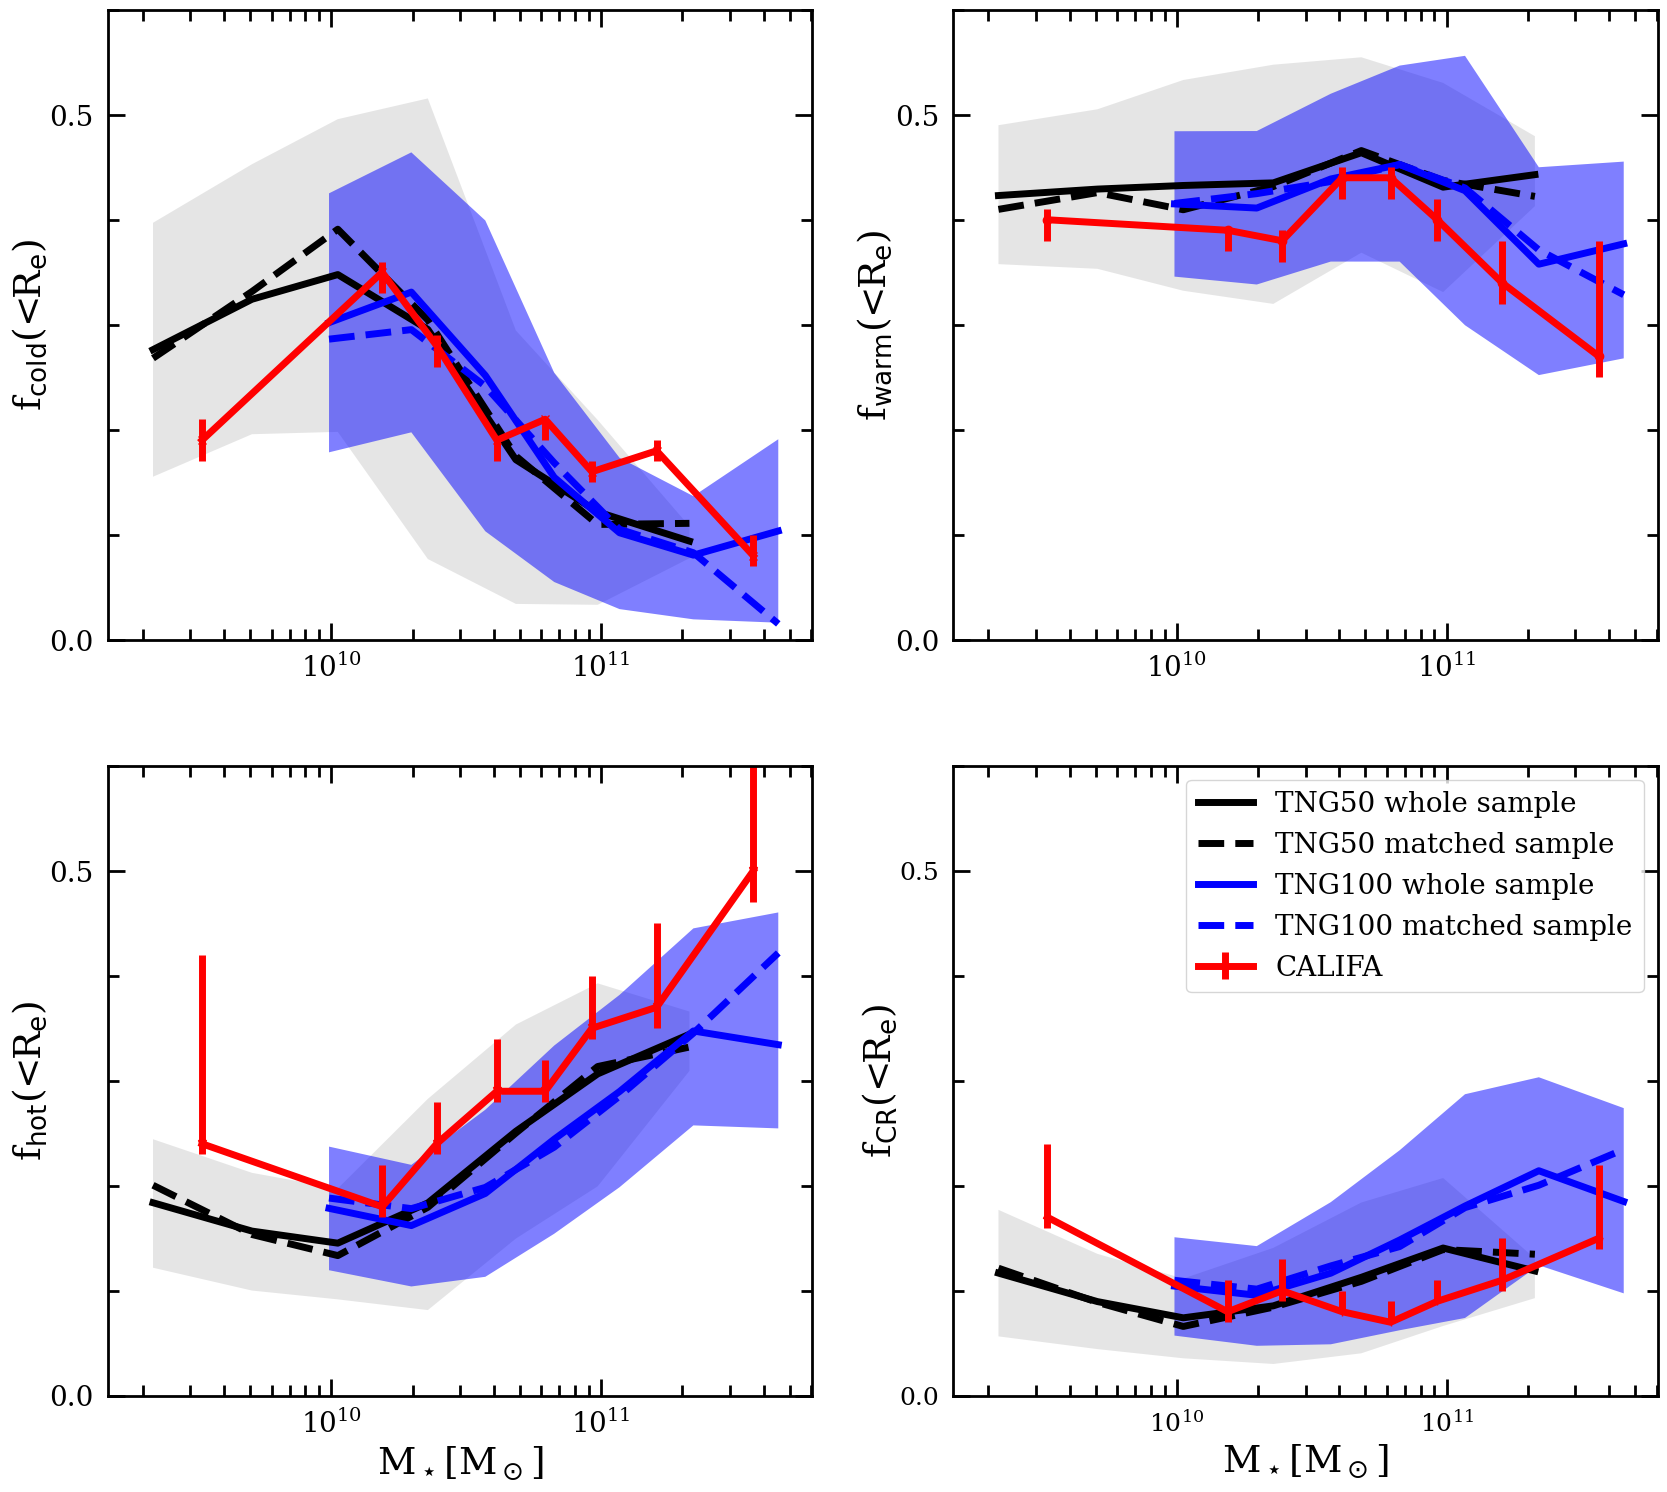 0.5
f_cold(<R_e)
0.0
10^10
10^11
0.5
f_warm(<R_e)
0.0
10^10
10^11
0.5
f_hot(<R_e)
0.0
10^10
10^11
M_⋆[M_⊙]
TNG50 whole sample
TNG50 matched sample
TNG100 whole sample
TNG100 matched sample
CALIFA
0.5
f_CR(<R_e)
0.0
10^10
10^11
M_⋆[M_⊙]